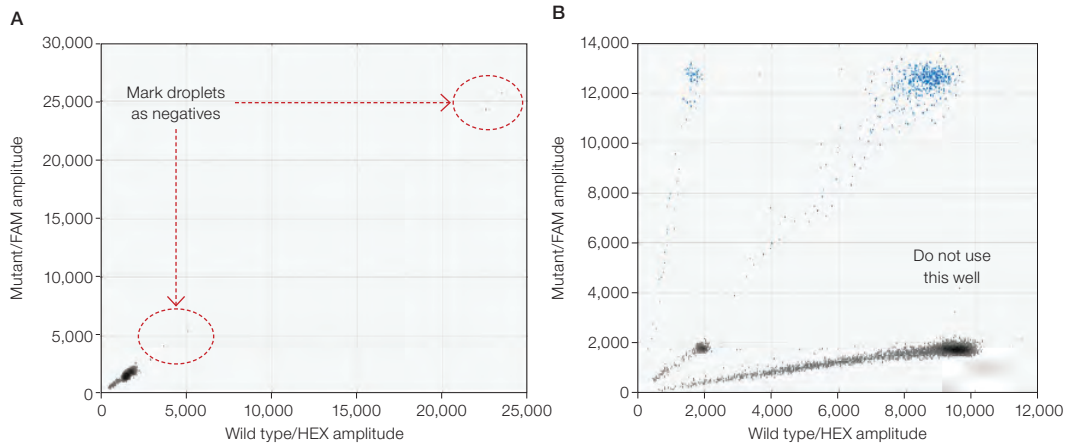 A
30,000
25,000
20,000
15,000
10,000
5,000
0
Mutant/FAM amplitude
Mark droplets
as negatives
0 5,000 10,000 15,000 20,000 25,000
Wild type/HEX amplitude
B
14,000
12,000
10,000
8,000
6,000
4,000
2,000
0
Mutant/FAM amplitude
Do not use
this well
0 2,000 4,000 6,000 8,000 10,000 12,000
Wild type/HEX amplitude